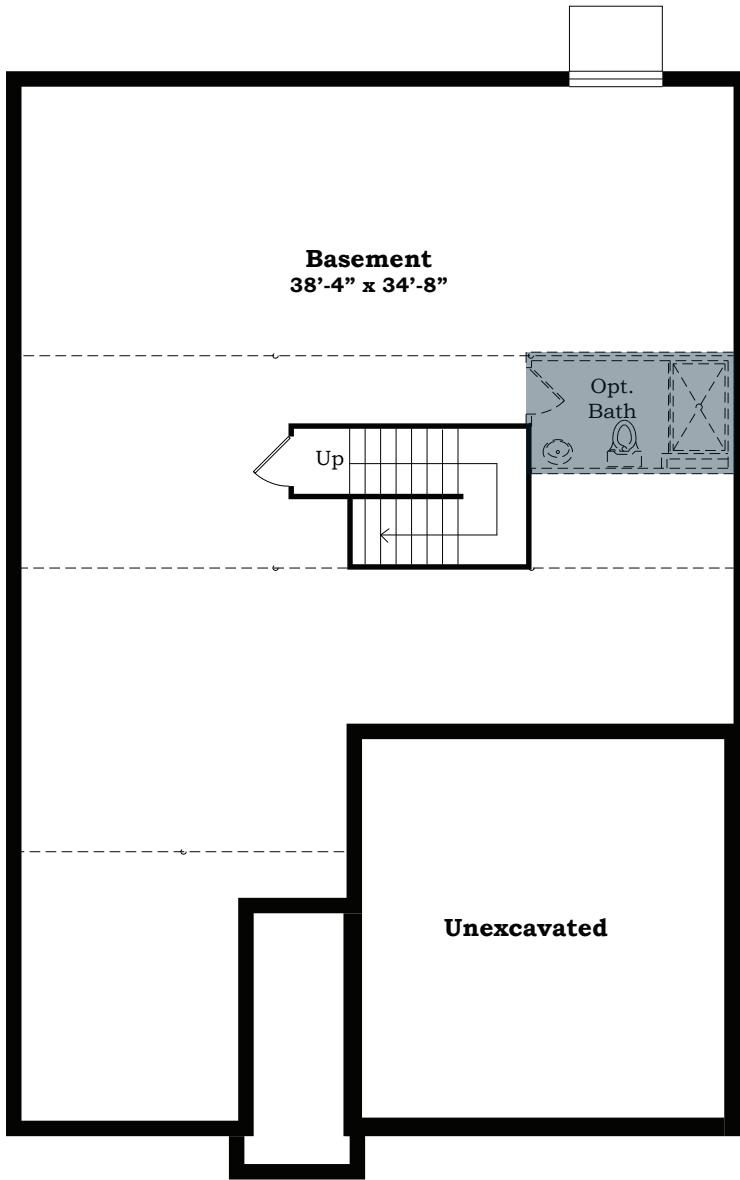 Basement
38’-4” x 34’-8”
Opt.
Bath
Up
Unexcavated